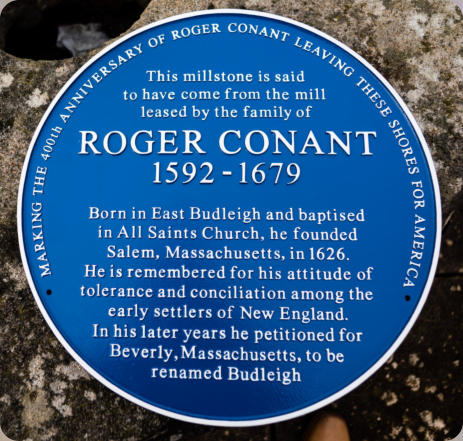 MARKING THE 400th ANNIVERSARY OF ROGER CONANT LEAVING THESE SHORES FOR AMERICA
This millstone is said
to have come from the mill
leased by the family of
ROGER CONANT
1592 - 1679
Born in East Budleigh and baptised
in All Saints Church, he founded
Salem, Massachusetts, in 1626.
He is remembered for his attitude of
tolerance and conciliation among the
early settlers of New England.
In his later years he petitioned for
Beverly, Massachusetts, to be
renamed Budleigh